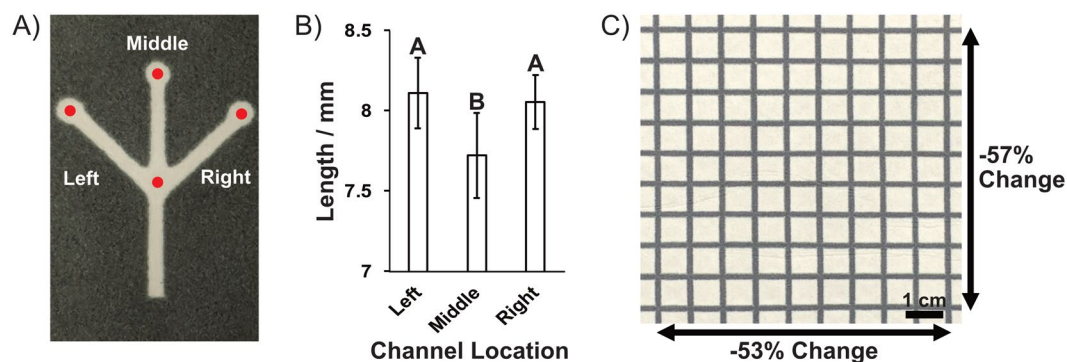 A)
Middle
Left
Right
B)
8.5
8
7.5
7
Length / mm
A
B
A
Left
Middle
Right
Channel Location
C)
-57%
Change
1 cm
-53% Change